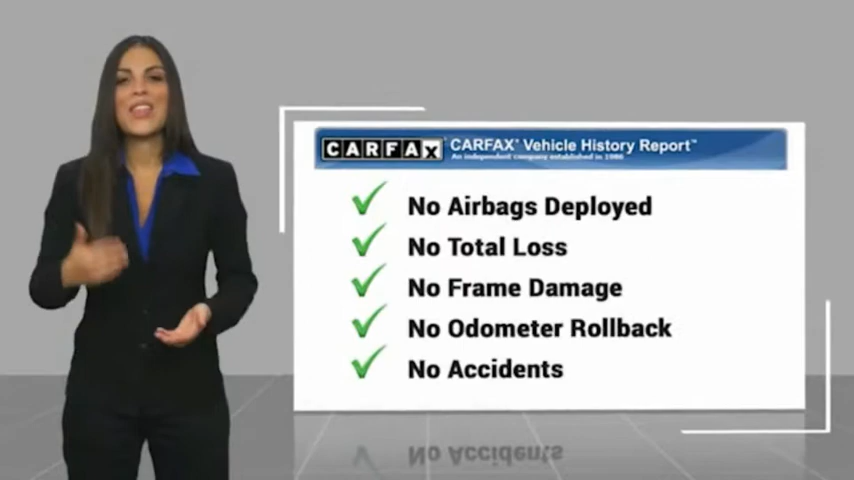 CARFAX CARFAX™ Vehicle History Report™
An independent company established in 1986
No Airbags Deployed
No Total Loss
No Frame Damage
No Odometer Rollback
No Accidents
No Accidents